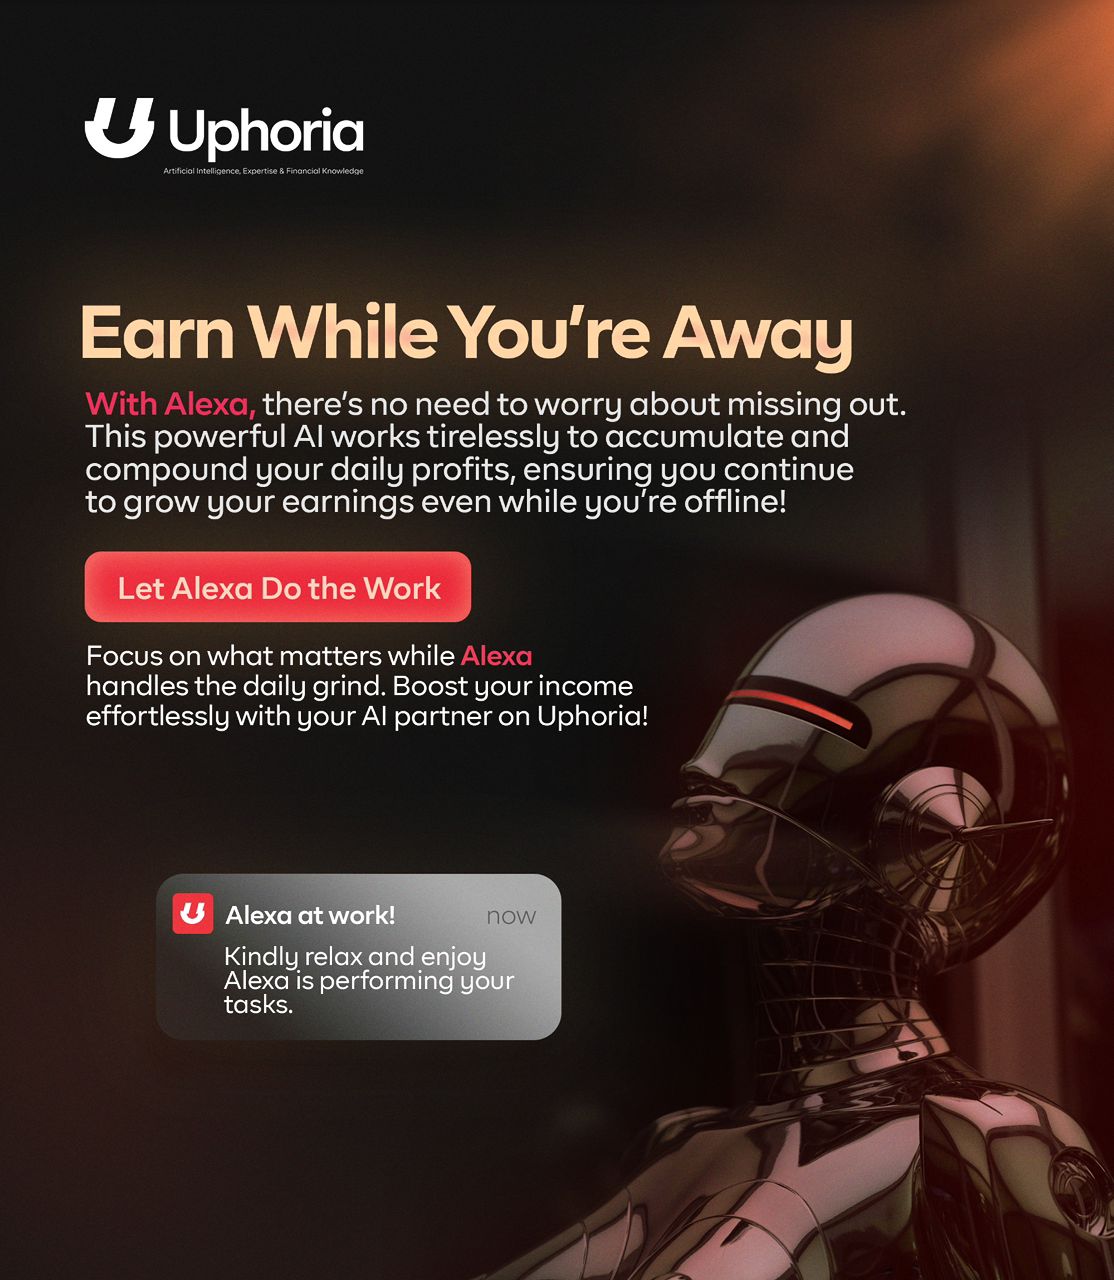 Uphoria
Artificial Intelligence, Expertise & Financial Knowledge
Earn While You’re Away
With Alexa, there’s no need to worry about missing out.
This powerful AI works tirelessly to accumulate and
compound your daily profits, ensuring you continue
to grow your earnings even while you’re offline!
Let Alexa Do the Work
Focus on what matters while Alexa
handles the daily grind. Boost your income
effortlessly with your AI partner on Uphoria!
Alexa at work! now
Kindly relax and enjoy
Alexa is performing your
tasks.